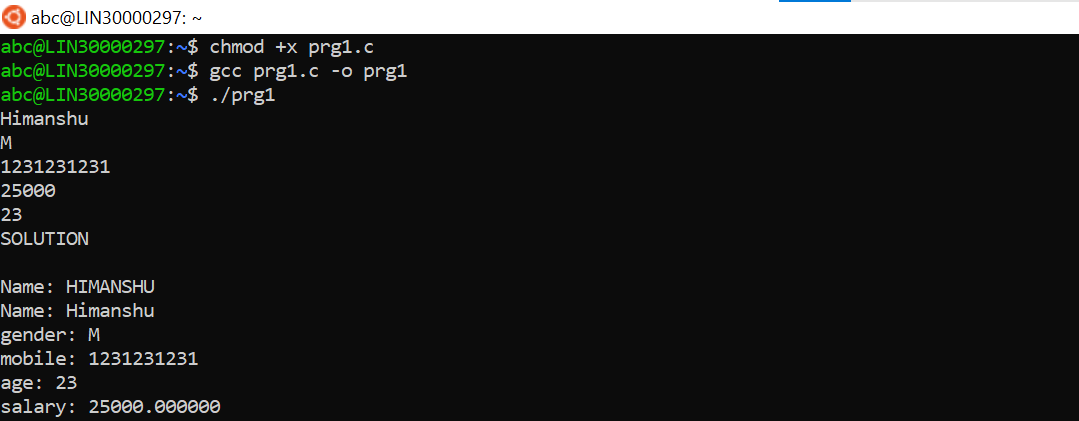 abc@LIN30000297: ~
abc@LIN30000297:~$ chmod +x prg1.c
abc@LIN30000297:~$ gcc prg1.c -o prg1
abc@LIN30000297:~$ ./prg1
Himanshu
M
1231231231
25000
23
SOLUTION
Name: HIMANSHU
Name: Himanshu
gender: M
mobile: 1231231231
age: 23
salary: 25000.000000